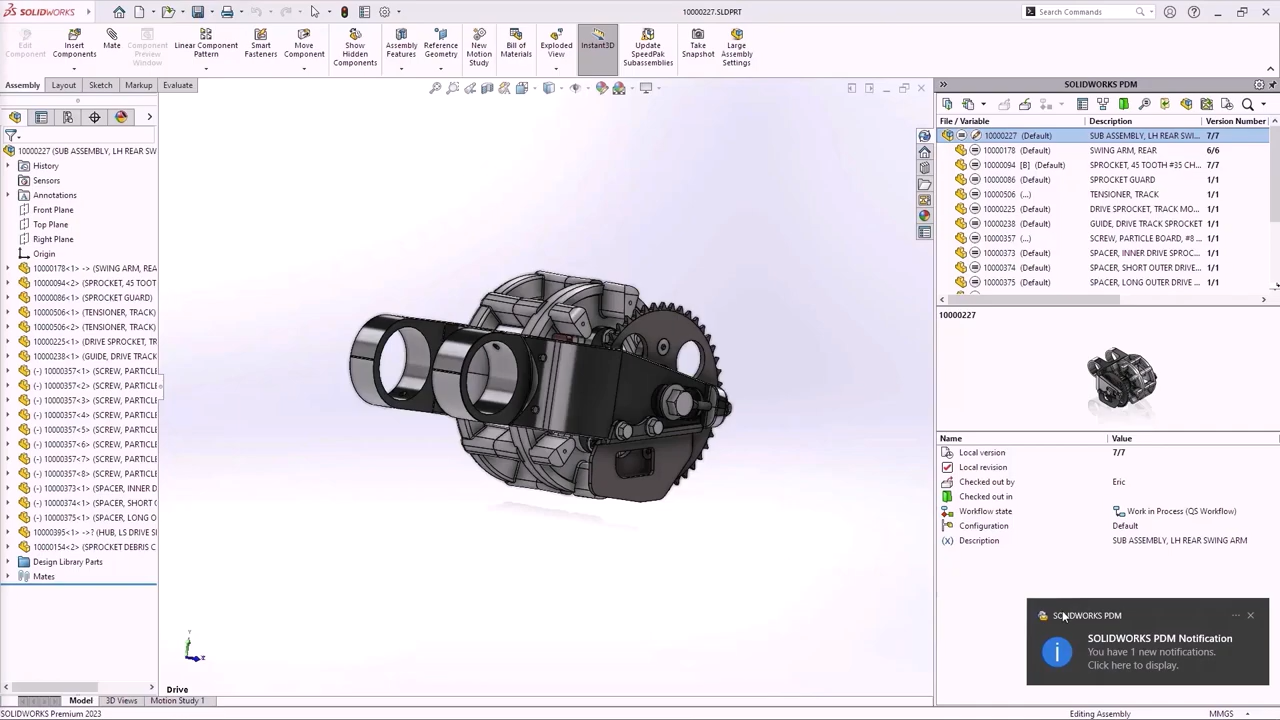 SOLIDWORKS
10000227.SLDPRT
Search Commands
Edit Component
Insert Components
Mate
Component Preview Window
Linear Component Pattern
Smart Fasteners
Move Component
Show Hidden Components
Assembly Features
Reference Geometry
New Motion Study
Bill of Materials
Exploded View
Instant3D
Update SpeedPak Subassemblies
Take Snapshot
Large Assembly Settings
Assembly
Layout
Sketch
Markup
Evaluate
10000227 (SUB ASSEMBLY, LH REAR SW
History
Sensors
Annotations
Front Plane
Top Plane
Right Plane
Origin
10000178<1> -> (SWING ARM, REA
10000094<2> (SPROCKET, 45 TOOT
10000086<1> (SPROCKET GUARD)
10000506<1> (TENSIONER, TRACK)
10000506<2> (TENSIONER, TRACK)
10000225<1> (DRIVE SPROCKET, T
10000238<1> (GUIDE, DRIVE TRACK
(-) 10000357<1> (SCREW, PARTICLE
(-) 10000357<2> (SCREW, PARTICLE
(-) 10000357<3> (SCREW, PARTICLE
(-) 10000357<4> (SCREW, PARTICLE
(-) 10000357<5> (SCREW, PARTICLE
(-) 10000357<6> (SCREW, PARTICLE
(-) 10000357<7> (SCREW, PARTICLE
(-) 10000357<8> (SCREW, PARTICLE
(-) 10000373<1> (SPACER, INNER D
(-) 10000374<1> (SPACER, SHORT
(-) 10000375<1> (SPACER, LONG O
10000395<1> ->? (HUB, LS DRIVE S
10000154<2> (SPROCKET DEBRIS C
Design Library Parts
Mates
Drive
Model
3D Views
Motion Study 1
SOLIDWORKS Premium 2023
SOLIDWORKS PDM
File / Variable Description Version Number
10000227 (Default) SUB ASSEMBLY, LH REAR SWI... 7/7
10000178 (Default) SWING ARM, REAR 6/6
10000094 [B] (Default) SPROCKET, 45 TOOTH #35 CH... 7/7
10000086 (Default) SPROCKET GUARD 1/1
10000506 (...) TENSIONER, TRACK 1/1
10000225 (Default) DRIVE SPROCKET, TRACK MO... 1/1
10000238 (Default) GUIDE, DRIVE TRACK SPROCKET 1/1
10000357 (...) SCREW, PARTICLE BOARD, #8 ... 1/1
10000373 (Default) SPACER, INNER DRIVE SPROC... 1/1
10000374 (Default) SPACER, SHORT OUTER DRIVE... 1/1
10000375 (Default) SPACER, LONG OUTER DRIVE ... 1/1
10000227
Name Value
Local version 7/7
Local revision
Checked out by Eric
Checked out in
Workflow state Work in Process (QS Workflow)
Configuration Default
(x) Description SUB ASSEMBLY, LH REAR SWING ARM
SOLIDWORKS PDM
SOLIDWORKS PDM Notification
You have 1 new notifications.
Click here to display.
Editing Assembly
MMGS